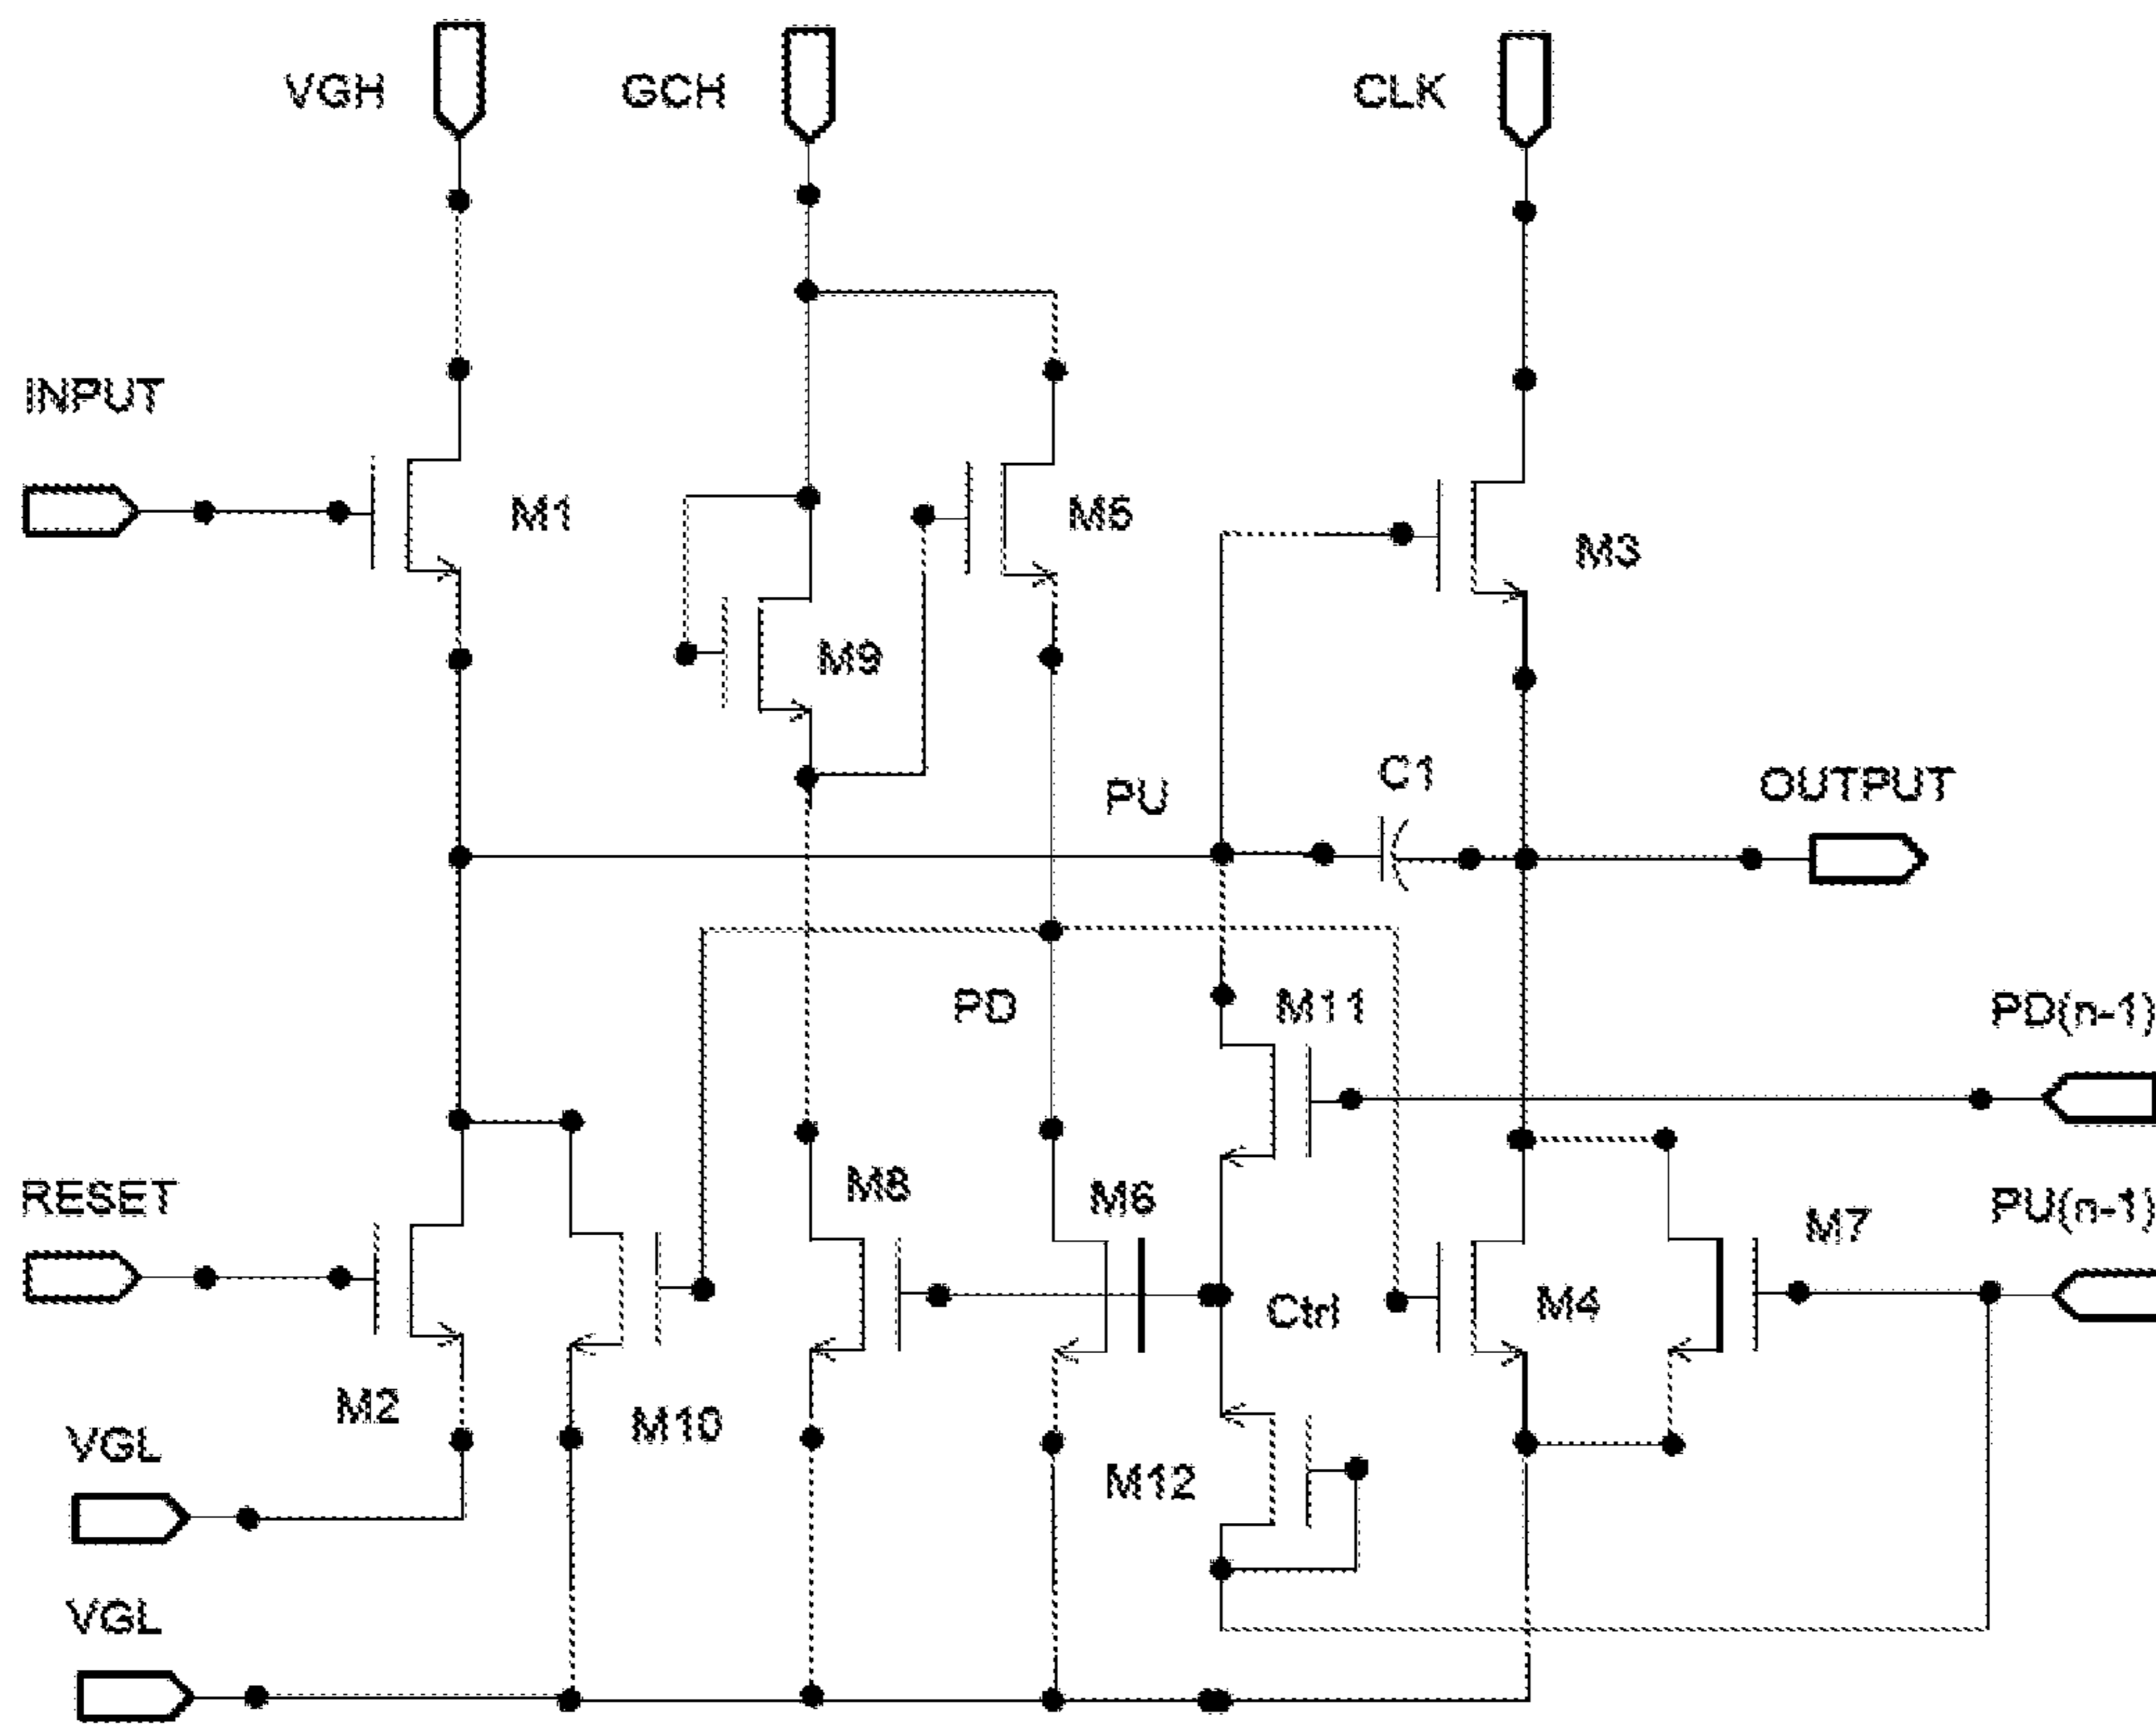 VGH
GCH
CLK
INPUT
M1
M5
M3
M9
C1
PU
OUTPUT
PD
M11
PD(n-1)
RESET
M8
M6
PU(n-1)
M7
Ctrl
M4
M2
M10
VGL
M12
VGL